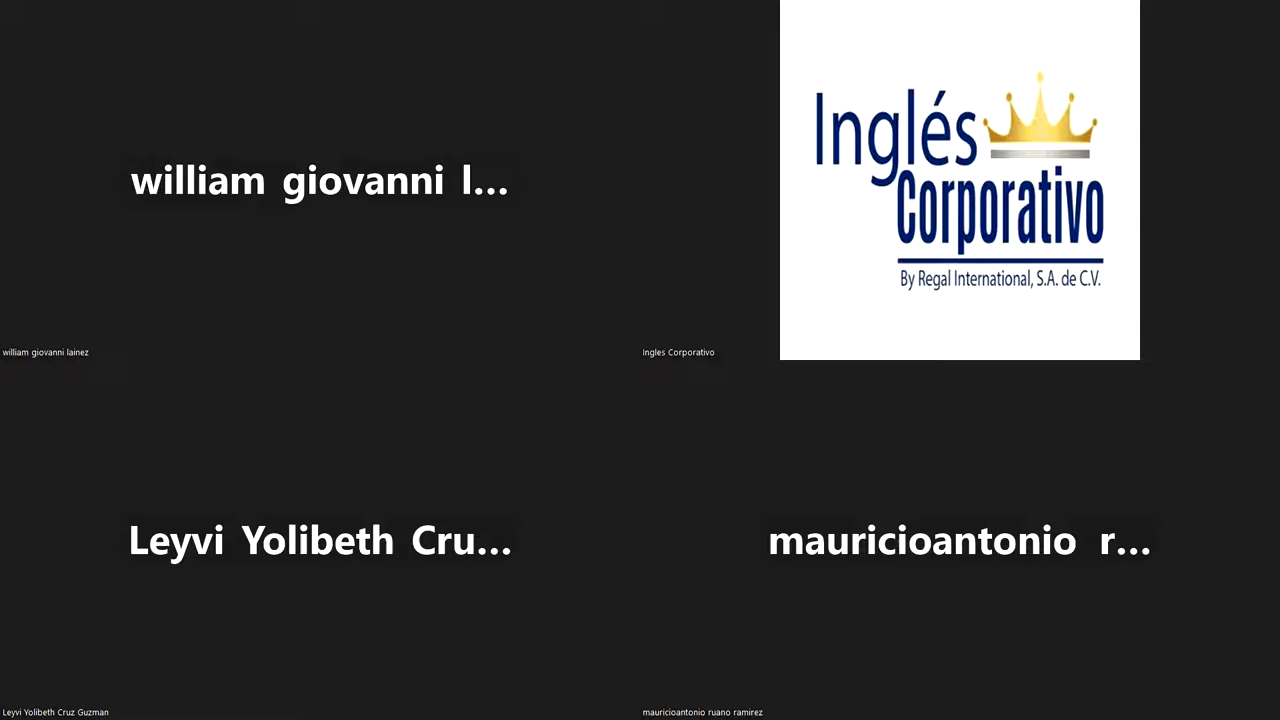 william giovanni l...
william giovanni lainez
Inglés
Corporativo
By Regal International, S.A. de C.V.
Ingles Corporativo
Leyvi Yolibeth Cru...
Leyvi Yolibeth Cruz Guzman
mauricioantonio r...
mauricioantonio ruano ramirez